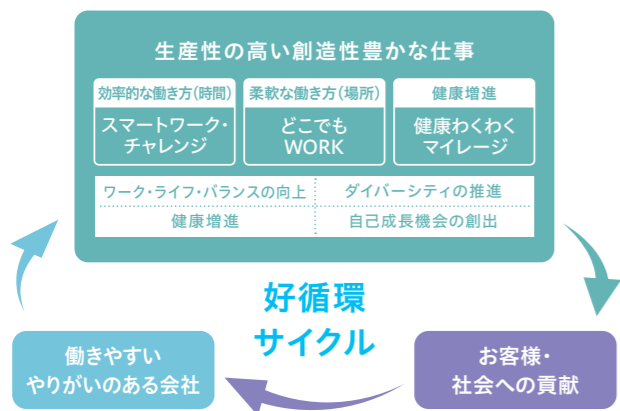 生産性の高い創造性豊かな仕事
効率的な働き方(時間)
スマートワーク・
チャレンジ
柔軟な働き方(場所)
どこでも
WORK
健康増進
健康わくわく
マイレージ
ワーク・ライフ・バランスの向上
ダイバーシティの推進
健康増進
自己成長機会の創出
好循環
サイクル
働きやすい
やりがいのある会社
お客様・
社会への貢献